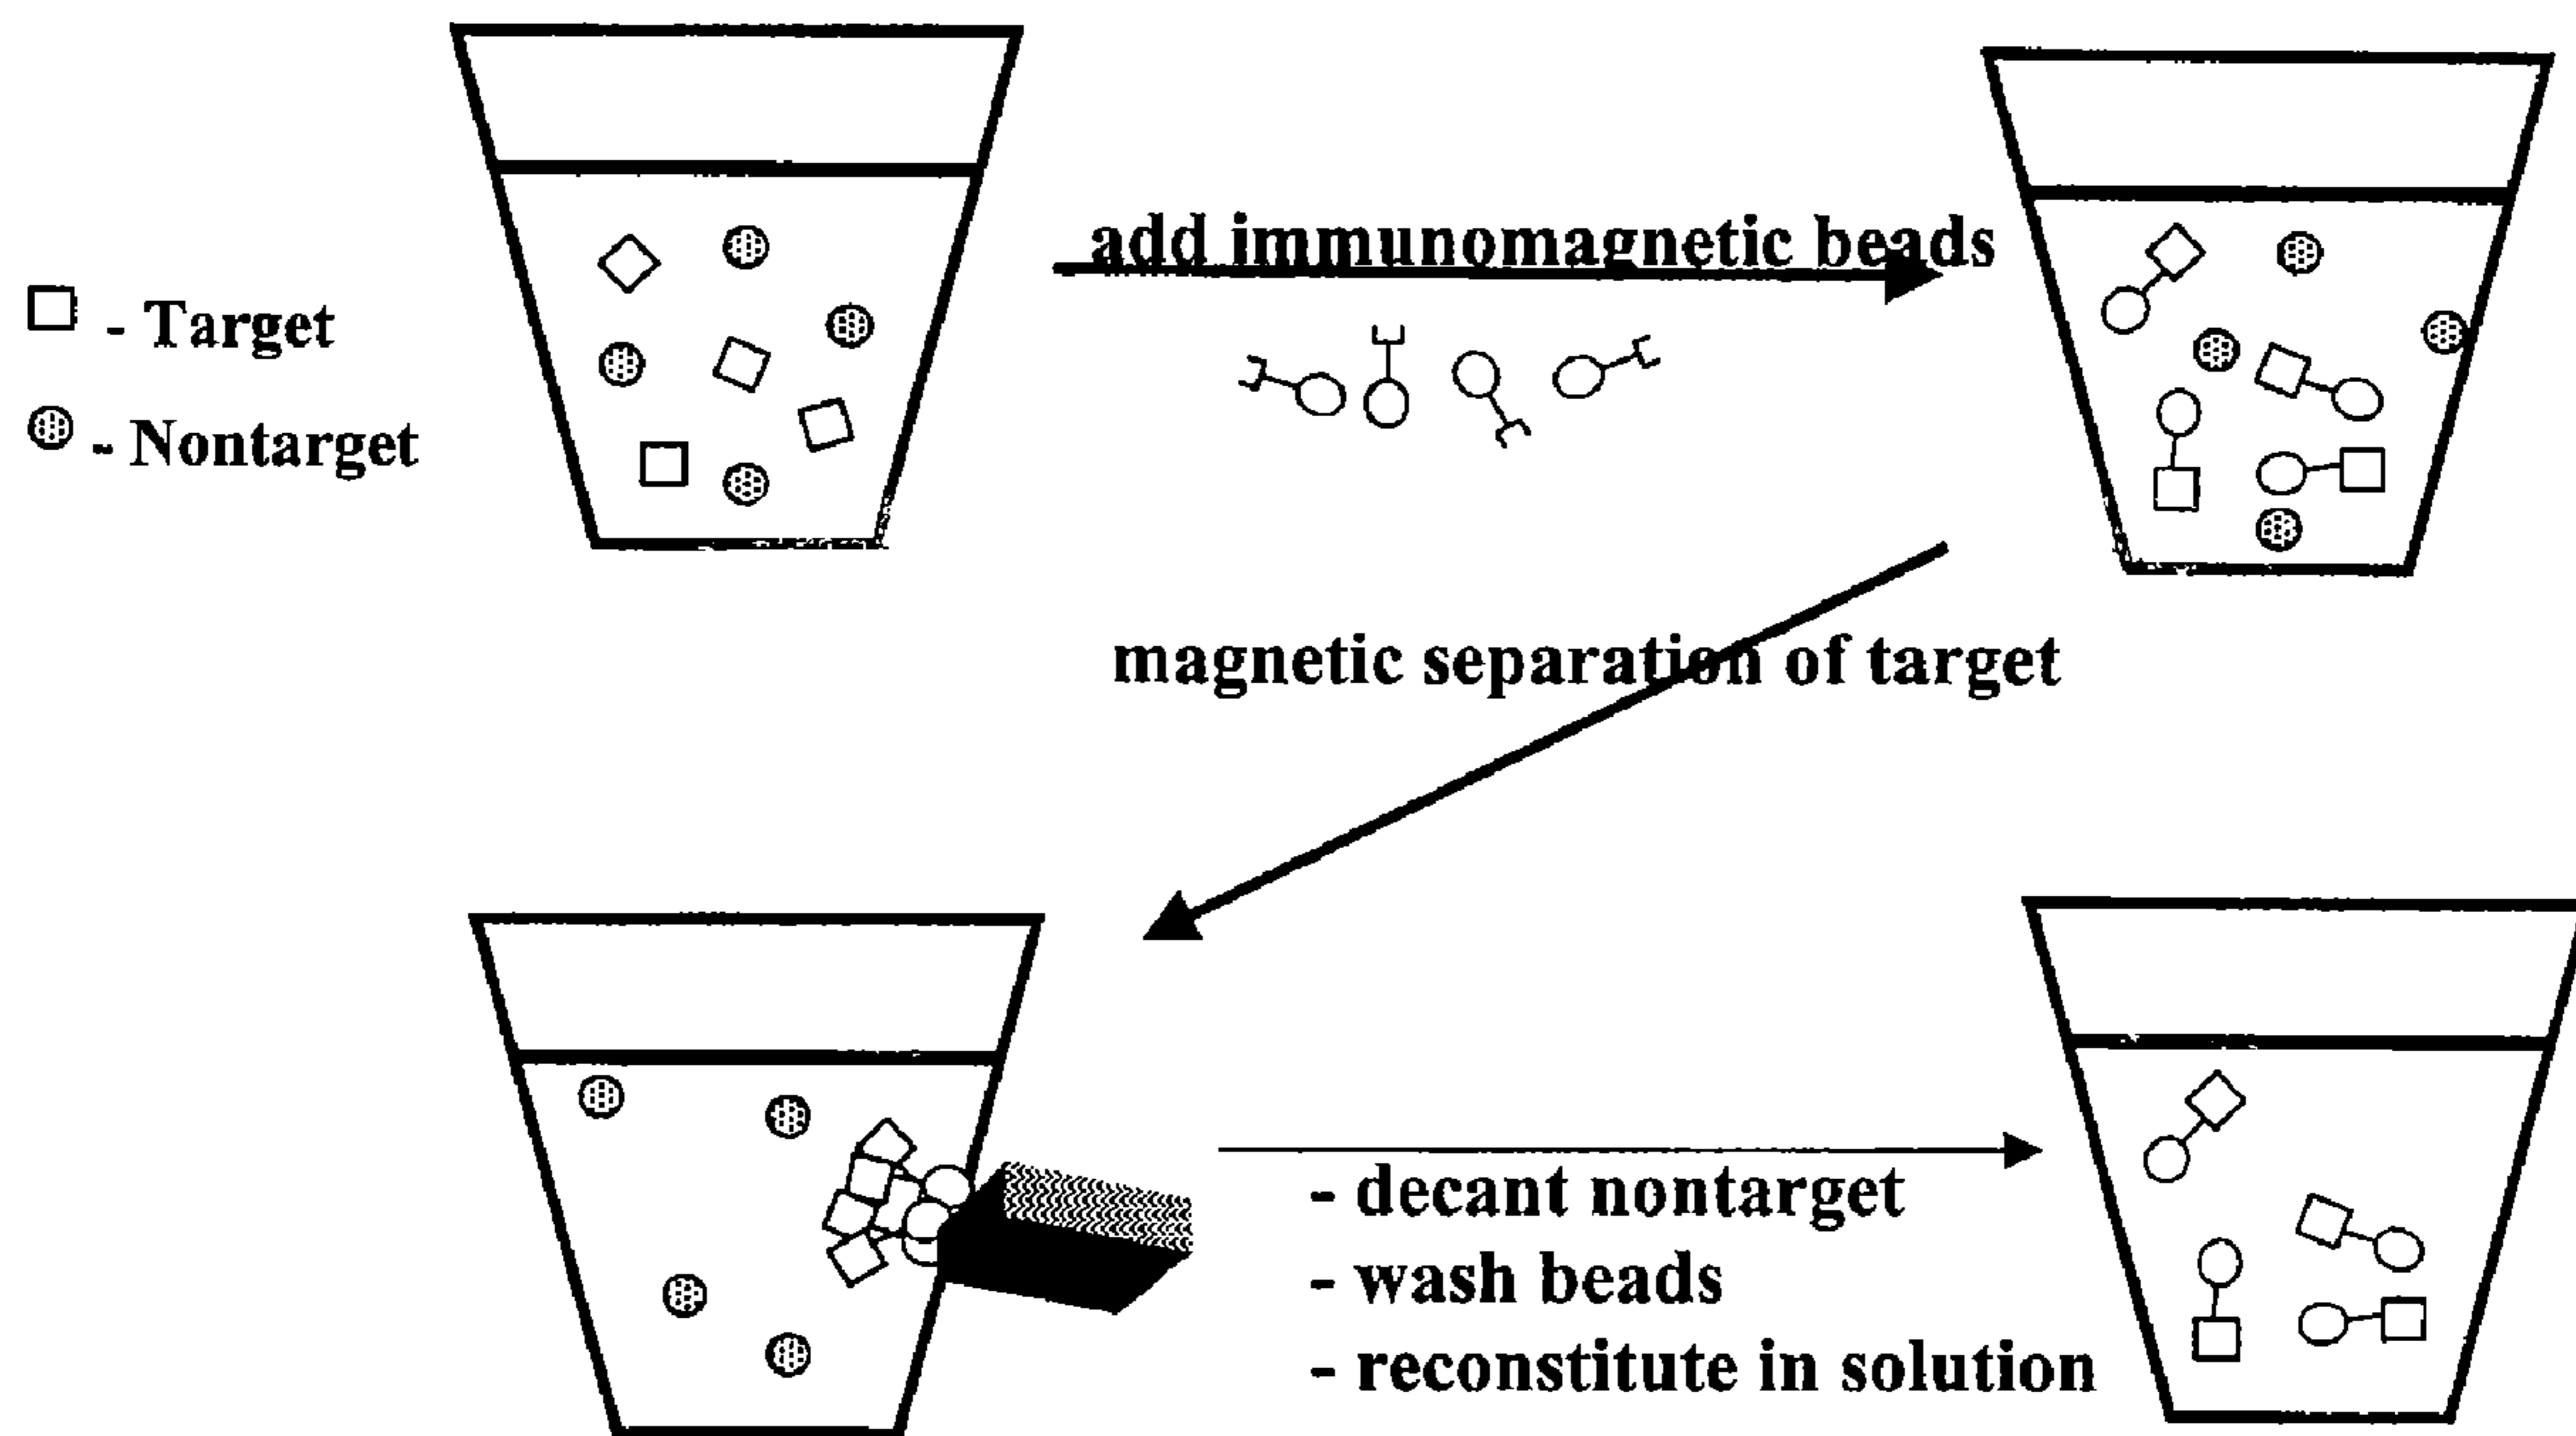 add immunomagnetic beads
- Target
- Nontarget
magnetic separation of target
- decant nontarget
- wash beads
- reconstitute in solution